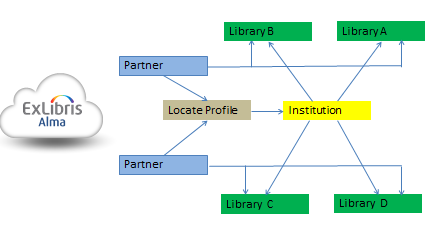 Library B
Library A
Partner
Locate Profile
Institution
ExLibris
Alma
Partner
Library C
Library D